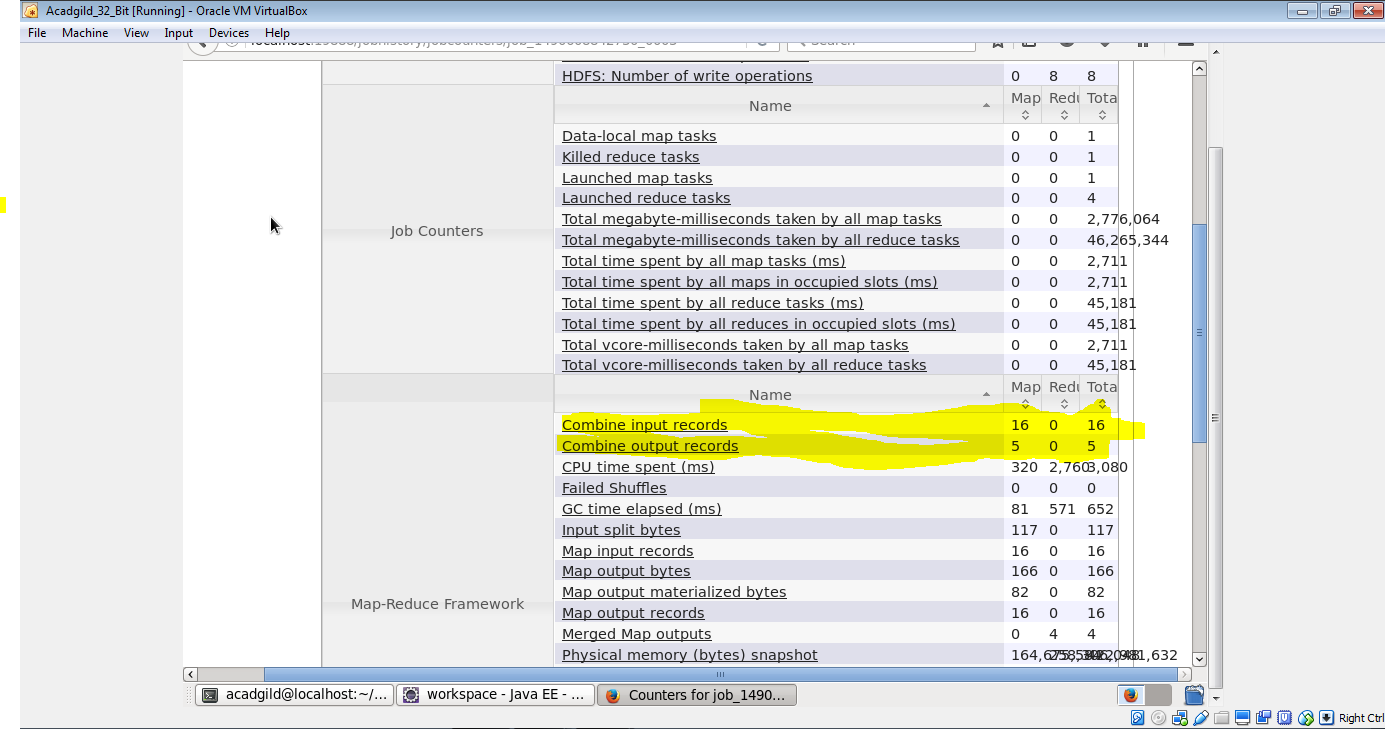 Acadgild_32_Bit [Running] - Oracle VM VirtualBox
File Machine View Input Devices Help
HDFS: Number of write operations 0 8 8
Name Map Redu Tota
Data-local map tasks 0 0 1
Killed reduce tasks 0 0 1
Launched map tasks 0 0 1
Launched reduce tasks 0 0 4
Total megabyte-milliseconds taken by all map tasks 0 0 2,776,064
Job Counters
Total megabyte-milliseconds taken by all reduce tasks 0 0 46,265,344
Total time spent by all map tasks (ms) 0 0 2,711
Total time spent by all maps in occupied slots (ms) 0 0 2,711
Total time spent by all reduce tasks (ms) 0 0 45,181
Total time spent by all reduces in occupied slots (ms) 0 0 45,181
Total vcore-milliseconds taken by all map tasks 0 0 2,711
Total vcore-milliseconds taken by all reduce tasks 0 0 45,181
Name Map Redu Tota
Combine input records 16 0 16
Combine output records 5 0 5
CPU time spent (ms) 320 2,760 3,080
Failed Shuffles 0 0 0
GC time elapsed (ms) 81 571 652
Input split bytes 117 0 117
Map input records 16 0 16
Map output bytes 166 0 166
Map output materialized bytes 82 0 82
Map-Reduce Framework
Map output records 16 0 16
Merged Map outputs 0 4 4
Physical memory (bytes) snapshot
acadgild@localhost:~/... workspace - Java EE - ... Counters for job_1490...
Right Ctrl